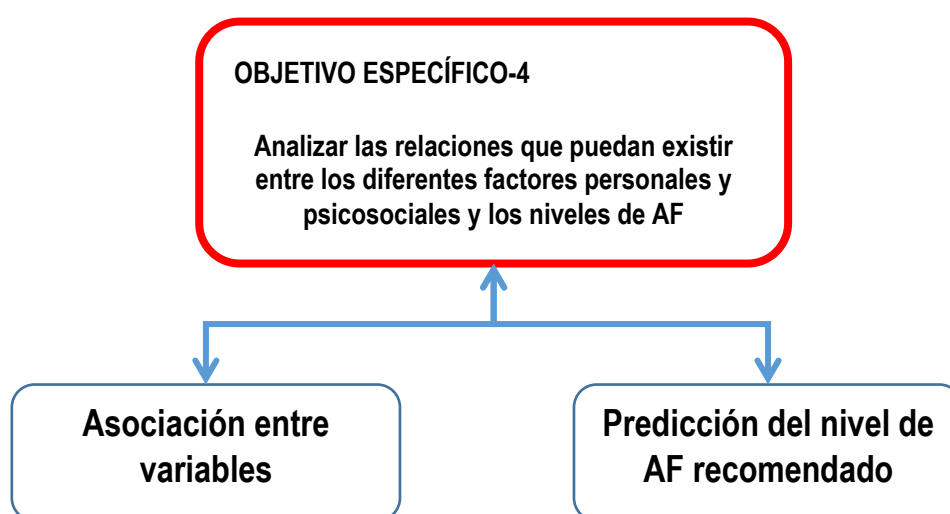 OBJETIVO ESPECÍFICO-4
Analizar las relaciones que puedan existir
entre los diferentes factores personales y
psicosociales y los niveles de AF
Asociación entre
variables
Predicción del nivel de
AF recomendado